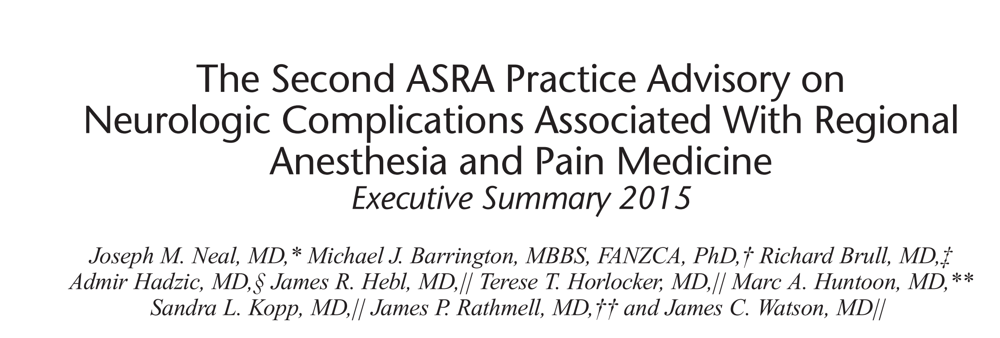 The Second ASRA Practice Advisory on
Neurologic Complications Associated With Regional
Anesthesia and Pain Medicine
Executive Summary 2015
Joseph M. Neal, MD,* Michael J. Barrington, MBBS, FANZCA, PhD,† Richard Brull, MD,‡
Admir Hadzic, MD,§ James R. Hebl, MD,|| Terese T. Horlocker, MD,|| Marc A. Huntoon, MD,**
Sandra L. Kopp, MD,|| James P. Rathmell, MD,†† and James C. Watson, MD||